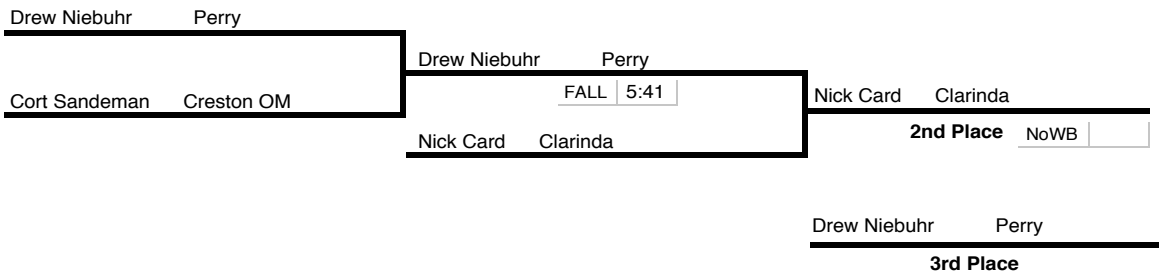 Drew Niebuhr Perry
Drew Niebuhr Perry
FALL 5:41
Cort Sandeman Creston OM
Nick Card Clarinda
2nd Place NoWB
Nick Card Clarinda
Drew Niebuhr Perry
3rd Place